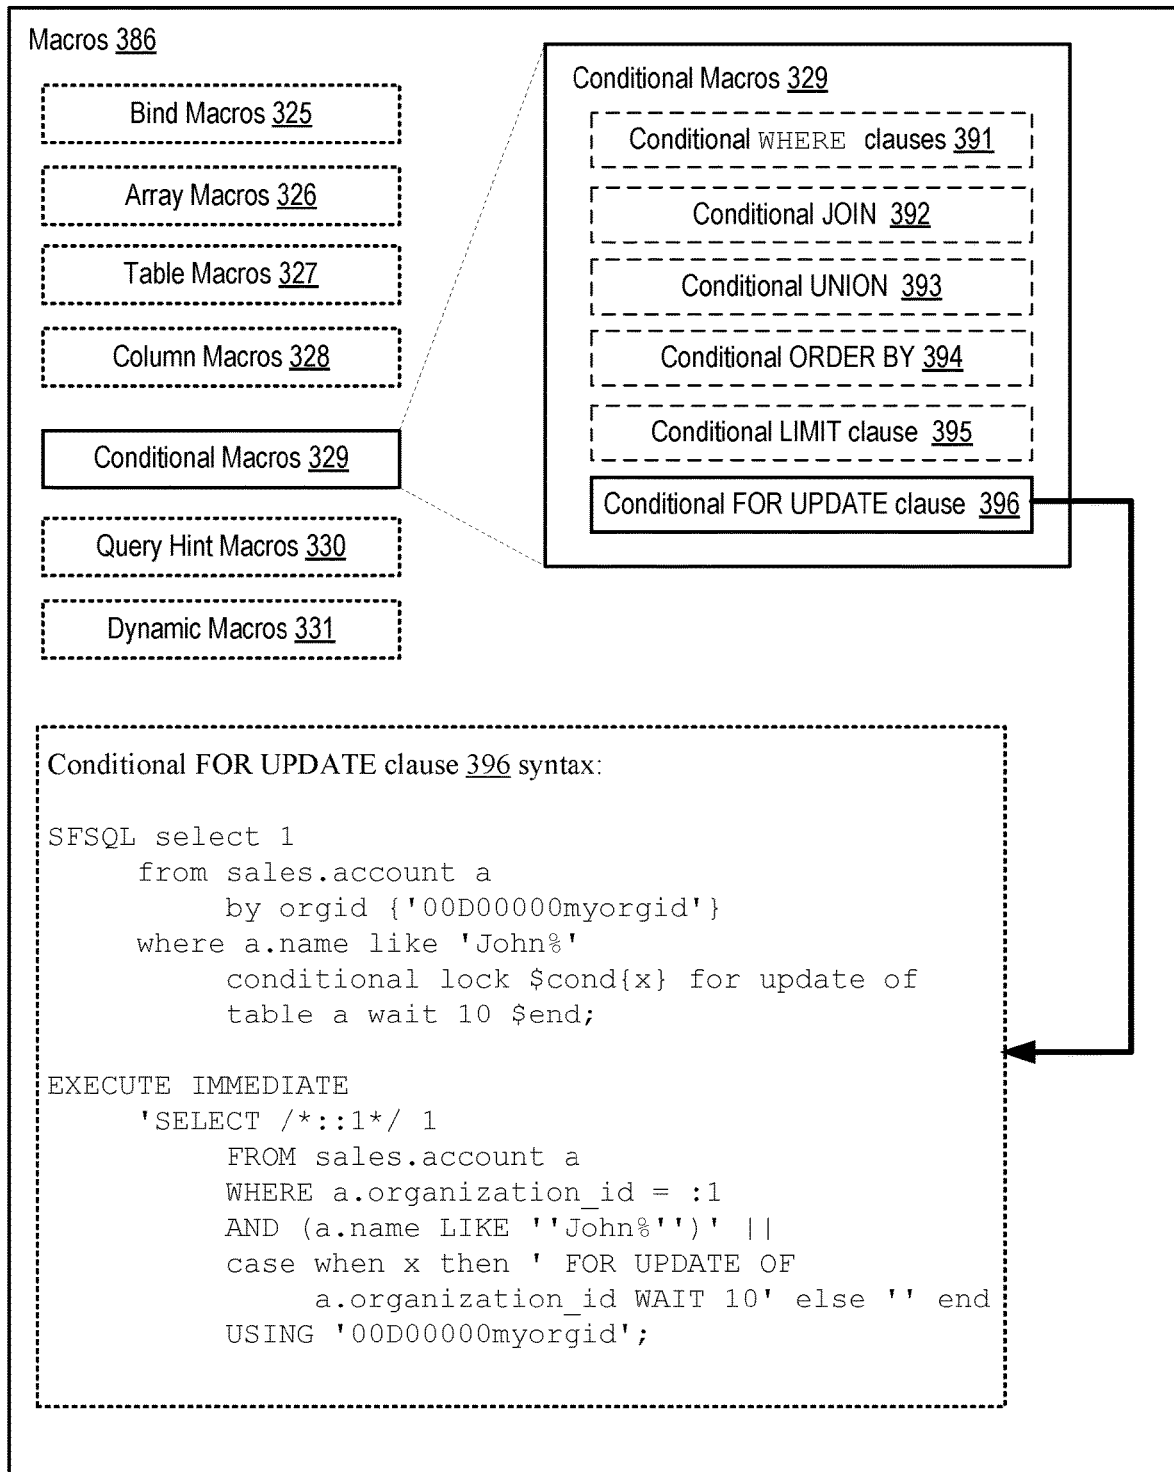 Macros 386
Bind Macros 325
Array Macros 326
Table Macros 327
Column Macros 328
Conditional Macros 329
Query Hint Macros 330
Dynamic Macros 331
Conditional Macros 329
Conditional WHERE clauses 391
Conditional JOIN 392
Conditional UNION 393
Conditional ORDER BY 394
Conditional LIMIT clause 395
Conditional FOR UPDATE clause 396
Conditional FOR UPDATE clause 396 syntax:
SFSQL select 1
from sales.account a
by orgid {'00D00000myorgid'}
where a.name like 'John%'
conditional lock $cond{x} for update of
table a wait 10 $end;
EXECUTE IMMEDIATE
'SELECT /*::1*/ 1
FROM sales.account a
WHERE a.organization_id = :1
AND (a.name LIKE ''John%'')' ||
case when x then ' FOR UPDATE OF
a.organization_id WAIT 10' else '' end
USING '00D00000myorgid';